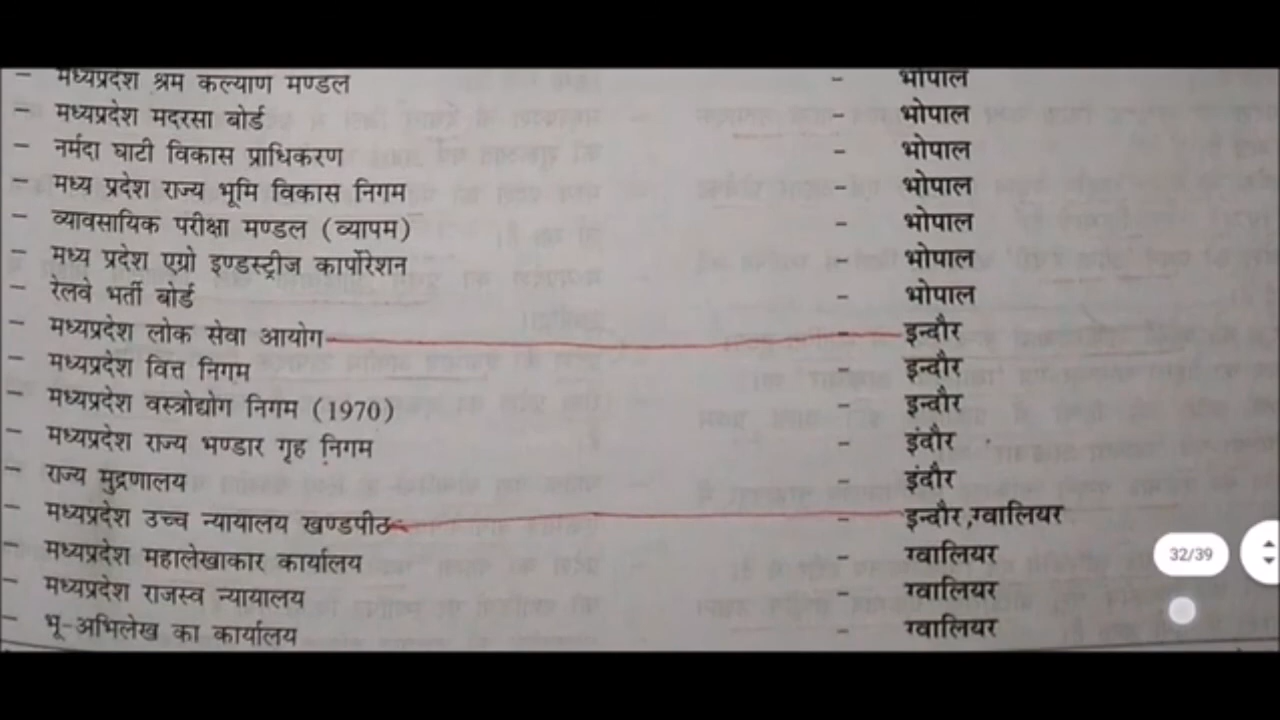 – मध्यप्रदेश श्रम कल्याण मण्डल - भोपाल
– मध्यप्रदेश मदरसा बोर्ड - भोपाल
– नर्मदा घाटी विकास प्राधिकरण - भोपाल
– मध्य प्रदेश राज्य भूमि विकास निगम - भोपाल
– व्यावसायिक परीक्षा मण्डल (व्यापम) - भोपाल
– मध्य प्रदेश एग्रो इण्डस्ट्रीज कार्पोरेशन - भोपाल
– रेलवे भर्ती बोर्ड - भोपाल
– मध्यप्रदेश लोक सेवा आयोग - इन्दौर
– मध्यप्रदेश वित्त निगम - इन्दौर
– मध्यप्रदेश वस्त्रोद्योग निगम (1970) - इन्दौर
– मध्यप्रदेश राज्य भण्डार गृह निगम - इंदौर
– राज्य मुद्रणालय - इंदौर
– मध्यप्रदेश उच्च न्यायालय खण्डपीठ - इन्दौर,ग्वालियर
– मध्यप्रदेश महालेखाकार कार्यालय - ग्वालियर
– मध्यप्रदेश राजस्व न्यायालय - ग्वालियर
– भू-अभिलेख का कार्यालय - ग्वालियर
32/39